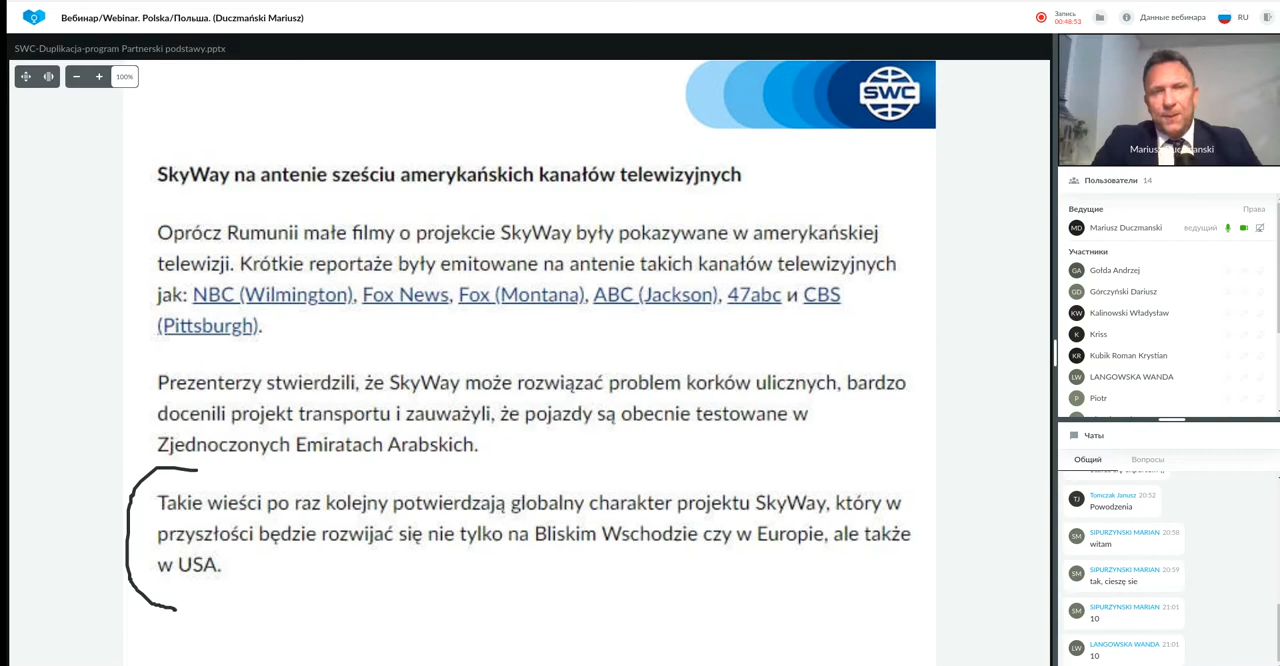 Вебинар/Webinar. Polska/Польша. (Duczmański Mariusz)
Запись
00:48:53
Данные вебинара
RU
SWC-Duplikacja-program Partnerski podstawy.pptx
100%
SWC
SkyWay na antenie sześciu amerykańskich kanałów telewizyjnych
Oprócz Rumunii małe filmy o projekcie SkyWay były pokazywane w amerykańskiej
telewizji. Krótkie reportaze były emitowane na antenie takich kanałów telewizyjnych
jak: NBC (Wilmington), Fox News, Fox (Montana), ABC (Jackson), 47abc и CBS
(Pittsburgh).
Prezenterzy stwierdzili, że SkyWay może rozwiązać problem korków ulicznych, bardzo
docenili projekt transportu i zauważyli, że pojazdy są obecnie testowane w
Zjednoczonych Emiratach Arabskich.
Takie wieści po raz kolejny potwierdzają globalny charakter projektu SkyWay, który w
przyszłości będzie rozwijać się nie tylko na Bliskim Wschodzie czy w Europie, ale także
w USA.
Пользователи 14
Ведущие Права
MD Mariusz Duczmanski ведущий
Участники
GA Gołda Andrzej
GD Górczyński Dariusz
KW Kalinowski Władysław
K Kriss
KR Kubik Roman Krystian
LW LANGOWSKA WANDA
P Piotr
Чаты
Общий Вопросы
TJ Tomczak Janusz 20:52
Powodzenia
SM SIPURZYNSKI MARIAN 20:58
witam
SM SIPURZYNSKI MARIAN 20:59
tak, cieszę sie
SM SIPURZYNSKI MARIAN 21:01
10
LW LANGOWSKA WANDA 21:01
10